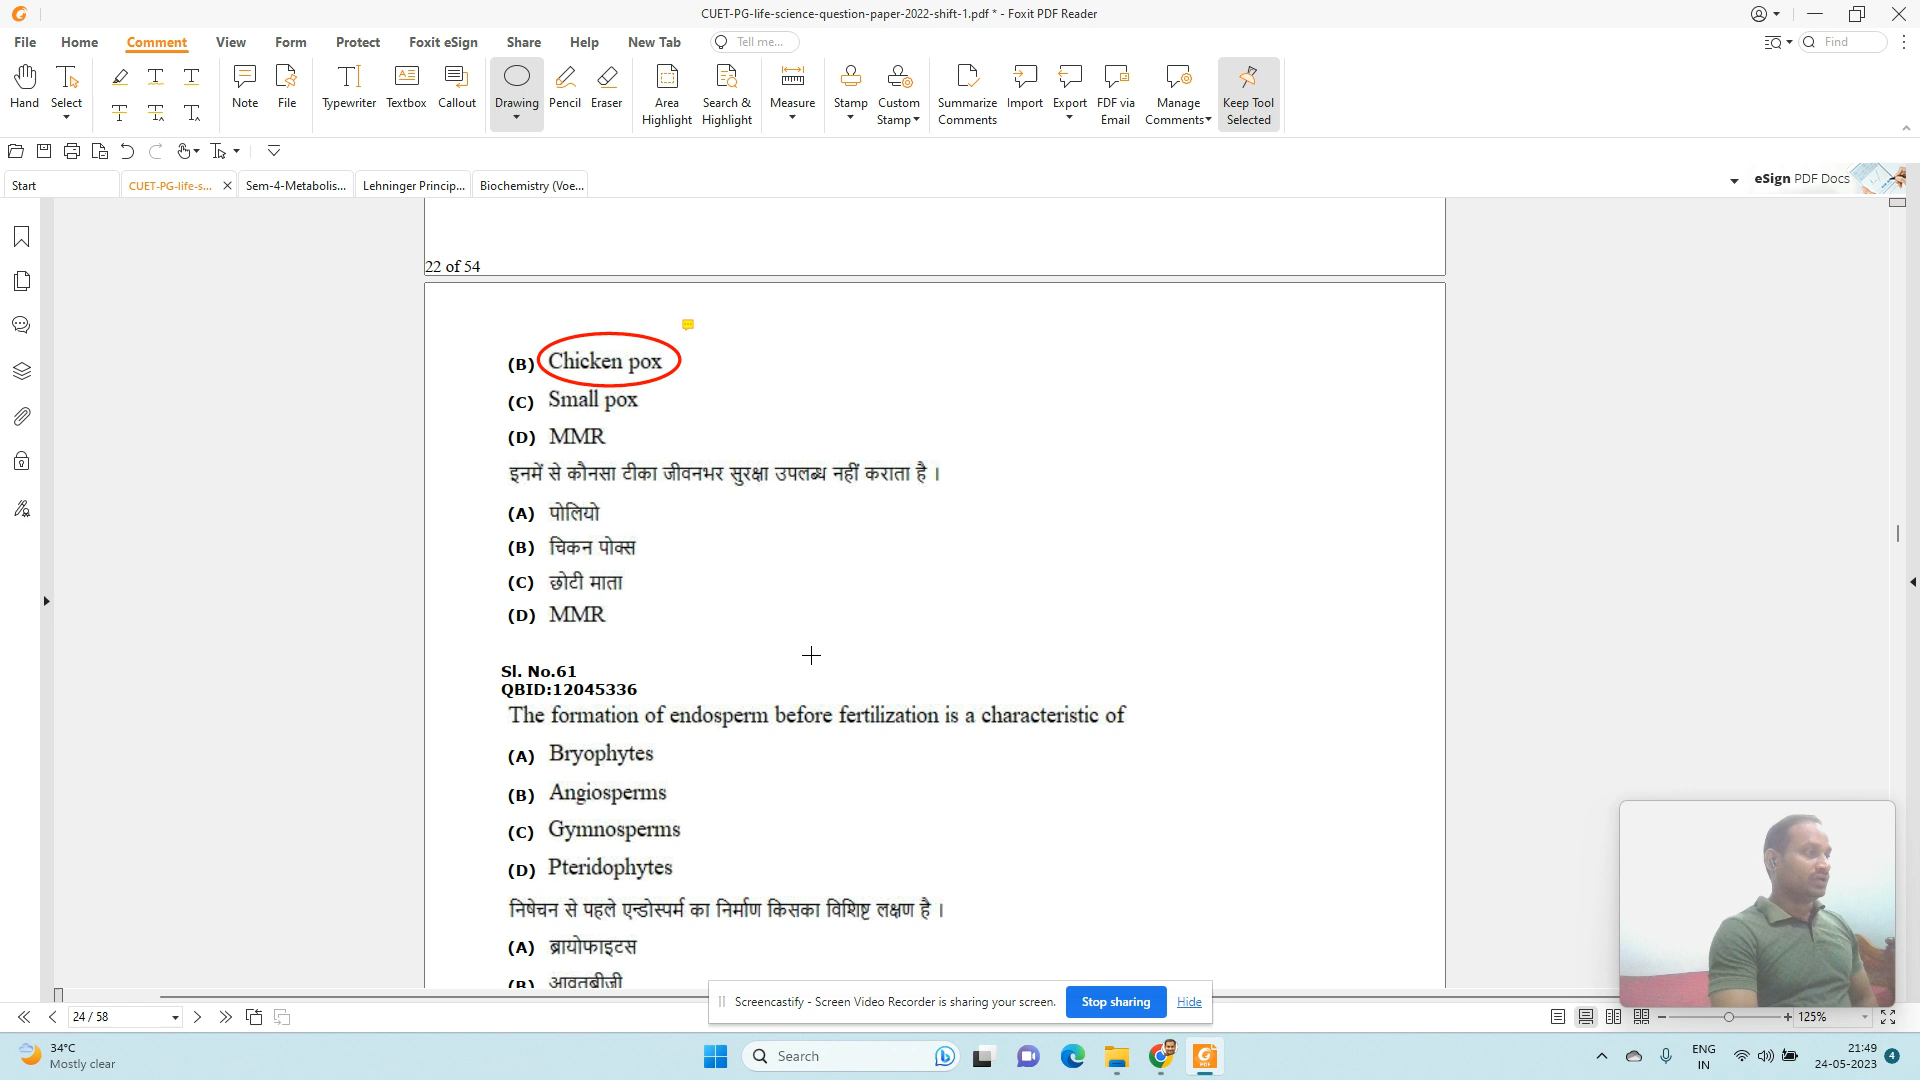 CUET-PG-life-science-question-paper-2022-shift-1.pdf * - Foxit PDF Reader
File Home Comment View Form Protect Foxit eSign Share Help New Tab Tell me... Find
Hand Select Note File Typewriter Textbox Callout Drawing Pencil Eraser Area Highlight Search & Highlight Measure Stamp Custom Stamp Summarize Comments Import Export FDF via Email Manage Comments Keep Tool Selected
Start CUET-PG-life-s... Sem-4-Metabolis... Lehninger Princip... Biochemistry (Voe... eSign PDF Docs
22 of 54
(B) Chicken pox
(C) Small pox
(D) MMR
इनमें से कौनसा टीका जीवनभर सुरक्षा उपलब्ध नहीं कराता है ।
(A) पोलियो
(B) चिकन पोक्स
(C) छोटी माता
(D) MMR
Sl. No.61
QBID:12045336
The formation of endosperm before fertilization is a characteristic of
(A) Bryophytes
(B) Angiosperms
(C) Gymnosperms
(D) Pteridophytes
निषेचन से पहले एन्डोस्पर्म का निर्माण किसका विशिष्ट लक्षण है ।
(A) ब्रायोफाइटस
(B) आवृतबीजी
Screencastify - Screen Video Recorder is sharing your screen. Stop sharing Hide
24 / 58 125%
34°C
Mostly clear
Search
ENG
IN
21:49
24-05-2023
4